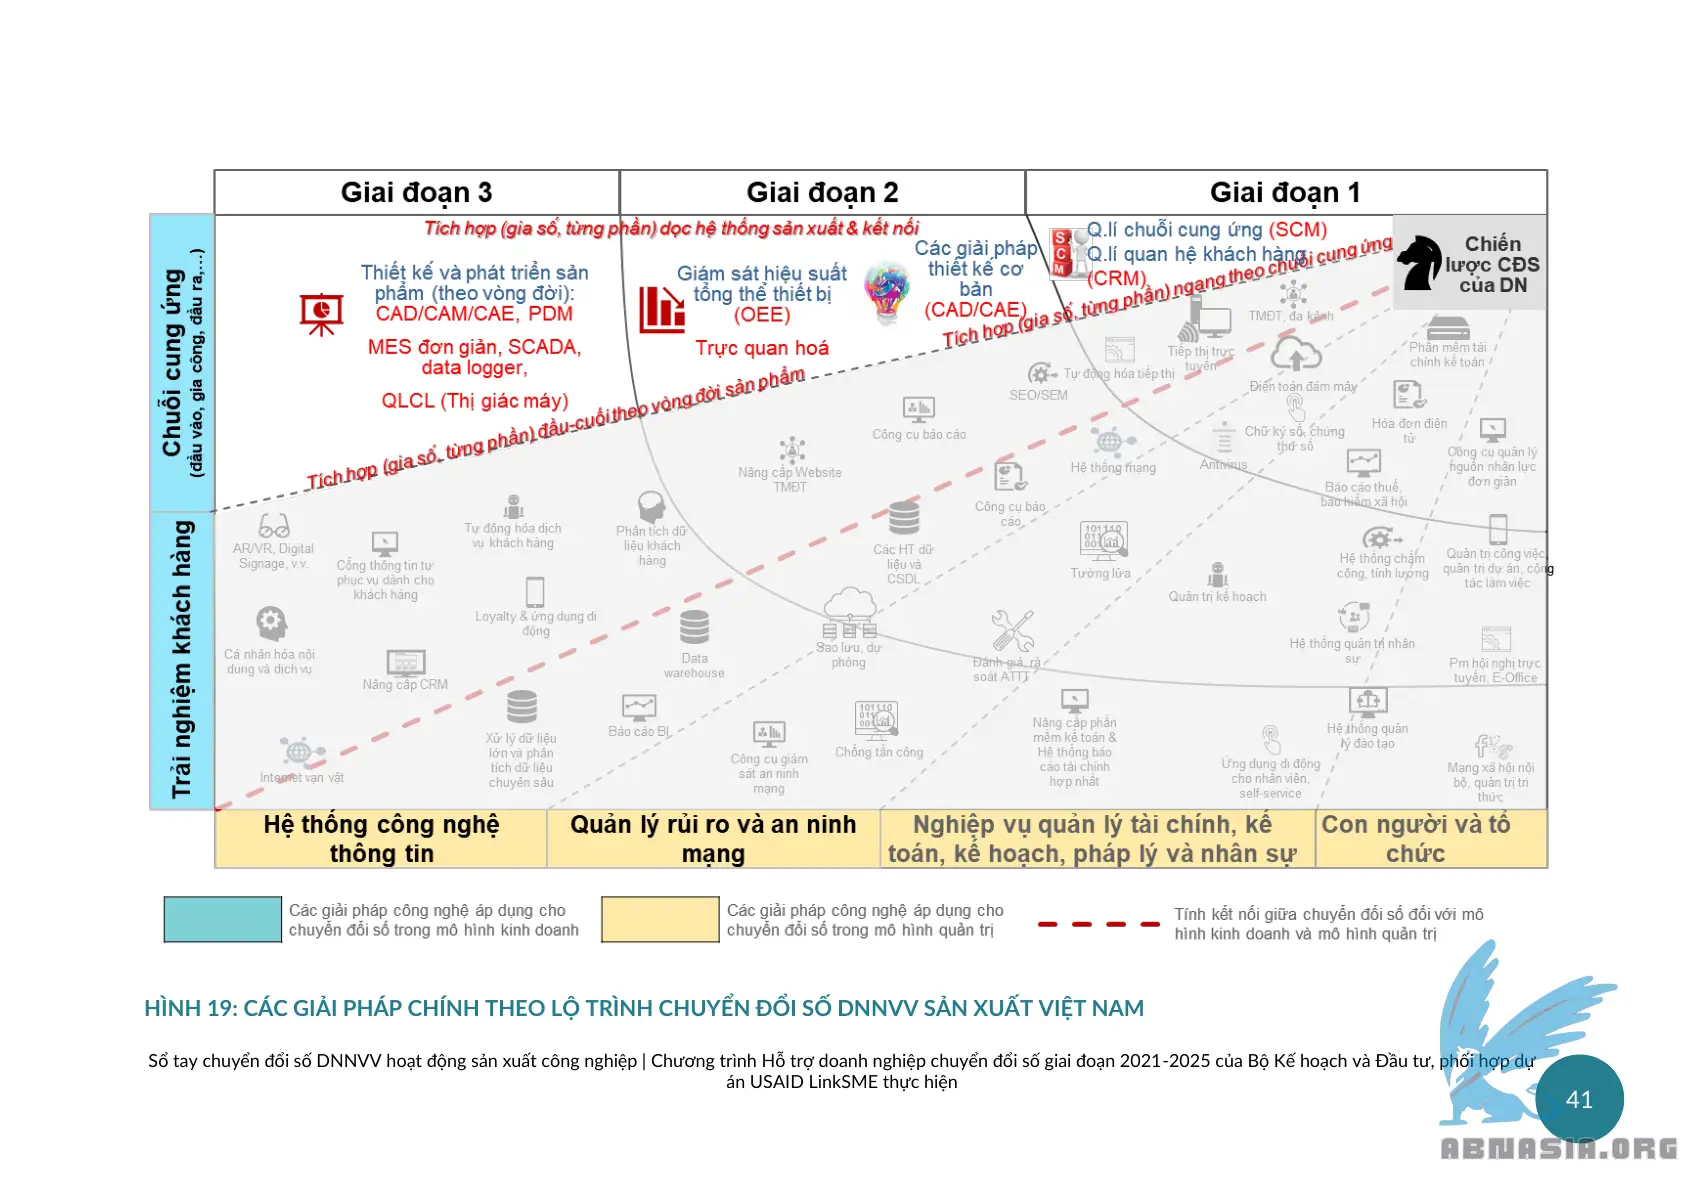 Giai đoạn 3
Giai đoạn 2
Giai đoạn 1
Chuỗi cung ứng
(đầu vào, gia công, đầu ra,...)
Trải nghiệm khách hàng
Tích hợp (gia số, từng phần) dọc hệ thống sản xuất & kết nối
Thiết kế và phát triển sản
phẩm (theo vòng đời):
CAD/CAM/CAE, PDM
MES đơn giản, SCADA,
data logger,
QLCL (Thị giác máy)
Giám sát hiệu suất
tổng thể thiết bị
(OEE)
Trực quan hoá
Các giải pháp
thiết kế cơ
bản
(CAD/CAE)
SCM
Q.lí chuỗi cung ứng (SCM)
Q.lí quan hệ khách hàng
(CRM)
Chiến
lược CĐS
của DN
Tích hợp (gia số, từng phần) ngang theo chuỗi cung ứng
Tích hợp (gia số, từng phần) đầu-cuối theo vòng đời sản phẩm
TMĐT, đa kênh
Tiếp thị trực
tuyến
Phần mềm tài
chính kế toán
Tự động hóa tiếp thị
SEO/SEM
Điện toán đám mây
Công cụ báo cáo
Hóa đơn điện
tử
Chữ ký số, chứng
thư số
Công cụ quản lý
nguồn nhân lực
đơn giản
Nâng cấp Website
TMĐT
Hệ thống mạng
Antivirus
Báo cáo thuế,
bảo hiểm xã hội
Công cụ báo
cáo
AR/VR, Digital
Signage, v.v.
Cổng thông tin tự
phục vụ dành cho
khách hàng
Tự động hóa dịch
vụ khách hàng
Phân tích dữ
liệu khách
hàng
Các HT dữ
liệu và
CSDL
Tường lửa
Hệ thống chấm
công, tính lương
Quản trị công việc,
quản trị dự án, cộng
tác làm việc
Quản trị kế hoạch
Loyalty & ứng dụng di
động
Cá nhân hóa nội
dung và dịch vụ
Nâng cấp CRM
Data
warehouse
Sao lưu, dự
phòng
Đánh giá, rà
soát ATTT
Hệ thống quản trị nhân
sự
Pm hội nghị trực
tuyến, E-Office
Internet vạn vật
Xử lý dữ liệu
lớn và phân
tích dữ liệu
chuyên sâu
Báo cáo BI
Công cụ giám
sát an ninh
mạng
Chống tấn công
Nâng cấp phần
mềm kế toán &
Hệ thống báo
cáo tài chính
hợp nhất
Ứng dụng di động
cho nhân viên,
self-service
Hệ thống quản
lý đào tạo
Mạng xã hội nội
bộ, quản trị tri
thức
Hệ thống công nghệ
thông tin
Quản lý rủi ro và an ninh
mạng
Nghiệp vụ quản lý tài chính, kế
toán, kế hoạch, pháp lý và nhân sự
Con người và tổ
chức
Các giải pháp công nghệ áp dụng cho
chuyển đổi số trong mô hình kinh doanh
Các giải pháp công nghệ áp dụng cho
chuyển đổi số trong mô hình quản trị
Tính kết nối giữa chuyển đổi số đối với mô
hình kinh doanh và mô hình quản trị
HÌNH 19: CÁC GIẢI PHÁP CHÍNH THEO LỘ TRÌNH CHUYỂN ĐỔI SỐ DNNVV SẢN XUẤT VIỆT NAM
Sổ tay chuyển đổi số DNNVV hoạt động sản xuất công nghiệp | Chương trình Hỗ trợ doanh nghiệp chuyển đổi số giai đoạn 2021-2025 của Bộ Kế hoạch và Đầu tư, phối hợp dự
án USAID LinkSME thực hiện
41
ABNASIA.ORG